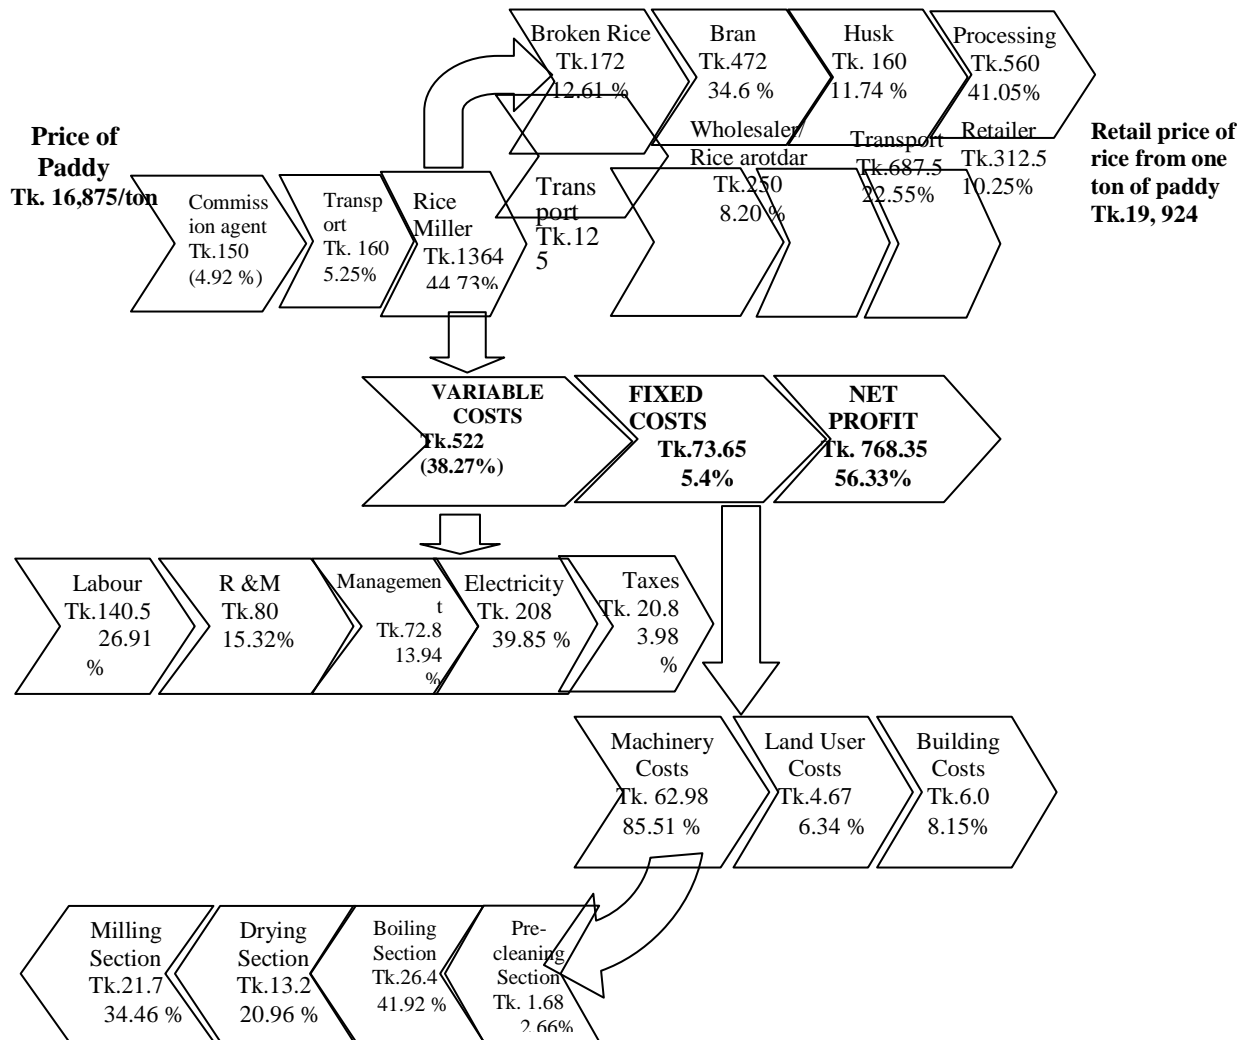 Broken Rice
Tk.172
12.61 %
Bran
Tk.472
34.6 %
Husk
Tk. 160
11.74 %
Processing
Tk.560
41.05%
Price of
Paddy
Tk. 16,875/ton
Commiss
ion agent
Tk.150
(4.92 %)
Transp
ort
Tk. 160
5.25%
Rice
Miller
Tk.1364
44.73%
Trans
port
Tk.12
5
Wholesaler/
Rice arotdar
Tk.250
8.20 %
Transport
Tk.687.5
22.55%
Retailer
Tk.312.5
10.25%
Retail price of
rice from one
ton of paddy
Tk.19, 924
VARIABLE
COSTS
Tk.522
(38.27%)
FIXED
COSTS
Tk.73.65
5.4%
NET
PROFIT
Tk. 768.35
56.33%
Labour
Tk.140.5
26.91
%
R &M
Tk.80
15.32%
Managemen
t
Tk.72.8
13.94
%
Electricity
Tk. 208
39.85 %
Taxes
Tk. 20.8
3.98
%
Machinery
Costs
Tk. 62.98
85.51 %
Land User
Costs
Tk.4.67
6.34 %
Building
Costs
Tk.6.0
8.15%
Milling
Section
Tk.21.7
34.46 %
Drying
Section
Tk.13.2
20.96 %
Boiling
Section
Tk.26.4
41.92 %
Pre-
cleaning
Section
Tk. 1.68
2.66%